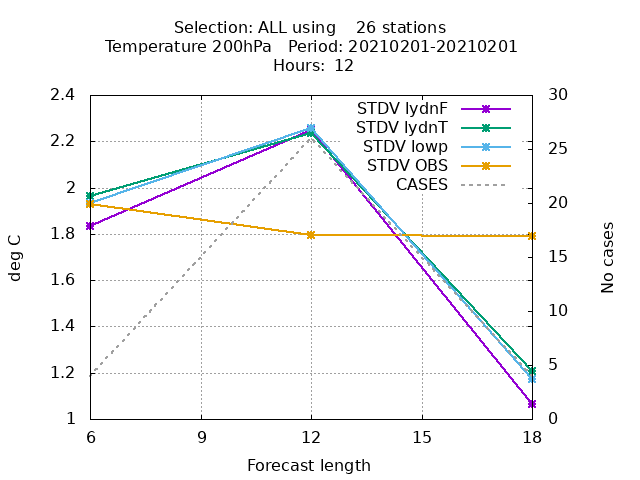 Selection: ALL using    26 stations
Temperature 200hPa   Period: 20210201-20210201
Hours:  12
2.4
2.2
2
1.8
1.6
1.4
1.2
1
deg C
30
25
20
15
10
5
0
No cases
STDV lydnF
STDV lydnT
STDV lowp
STDV OBS
CASES
6 9 12 15 18
Forecast length